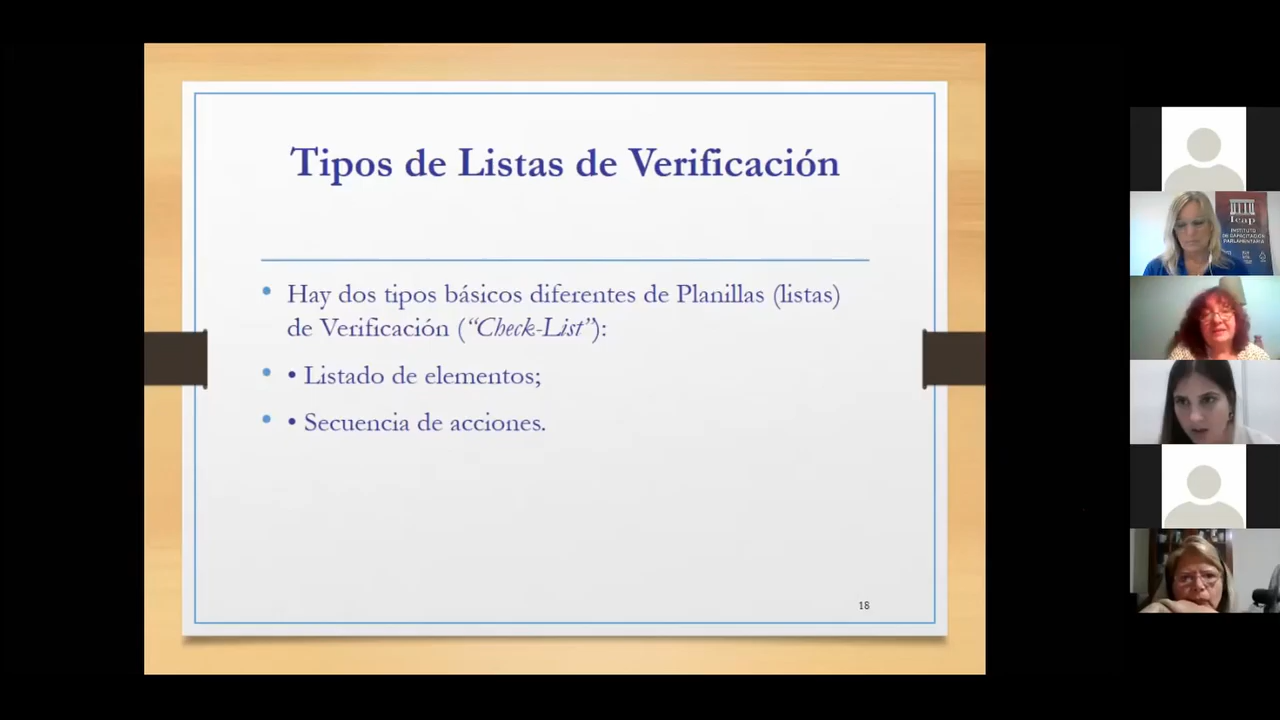 Tipos de Listas de Verificación
• Hay dos tipos básicos diferentes de Planillas (listas)
de Verificación (“Check-List”):
• • Listado de elementos;
• • Secuencia de acciones.
18
Icap
INSTITUTO
DE CAPACITACIÓN
PARLAMENTARIA